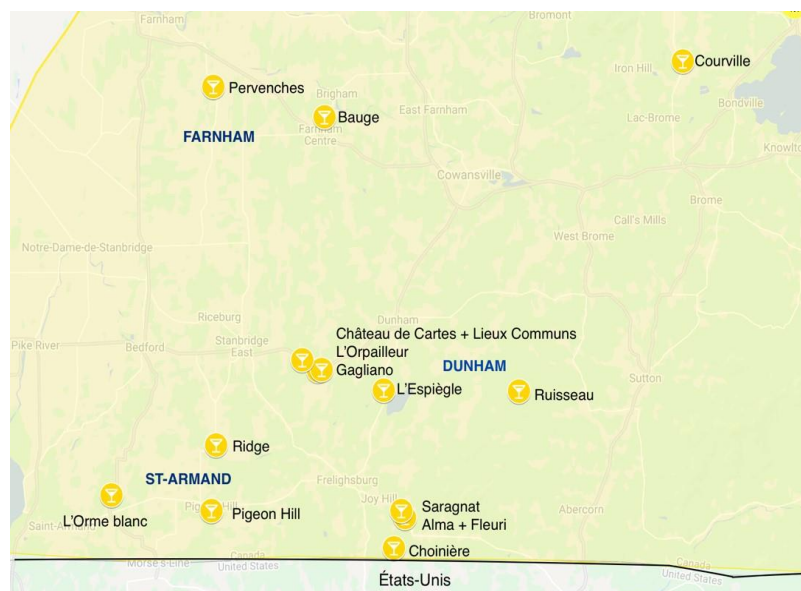 Farnham
Bromont
Pervenches
Brigham
Iron Hill
Courville
Bauge
East Farnham
Bondville
FARNHAM
Farnham
Centre
Lac-Brome
Knowlto
Cowansville
Brome
Call's Mills
West Brome
Notre-Dame-de-Stanbridge
Riceburg
Dunham
Château de Cartes + Lieux Communs
Pike River
Bedford
Stanbridge
East
L'Orpailleur
Gagliano
DUNHAM
L'Espiègle
Sutton
Ruisseau
Ridge
ST-ARMAND
Frelighsburg
Joy Hill
Saragnat
Abercorn
L'Orme blanc
Saint-Armand
Pigeon Hill
Alma + Fleuri
Choinière
Morse's-Line
Canada
United States
Canada
United States
États-Unis